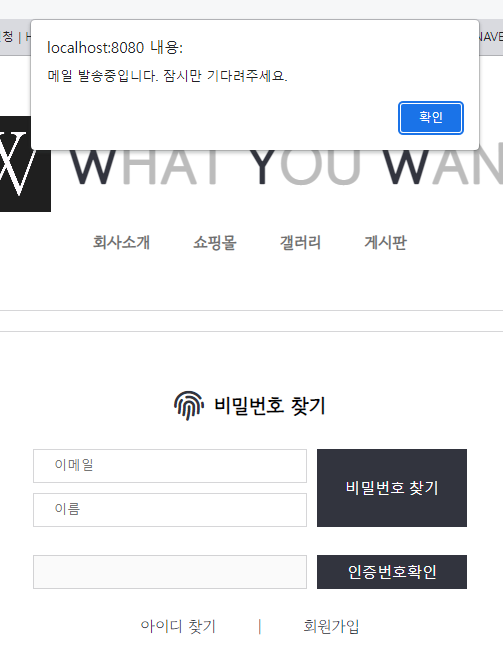 localhost:8080 내용:
메일 발송중입니다. 잠시만 기다려주세요.
확인
WHAT YOU WAN
회사소개 쇼핑몰 갤러리 게시판
비밀번호 찾기
이메일
이름
비밀번호 찾기
인증번호확인
아이디 찾기 | 회원가입